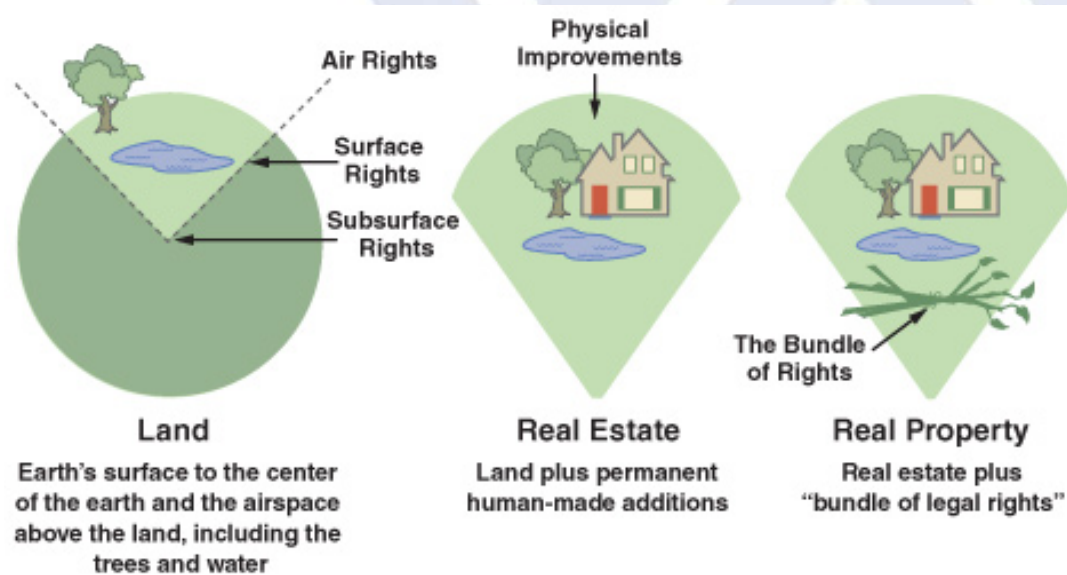 Air Rights
Surface
Rights
Subsurface
Rights
Land
Earth's surface to the center
of the earth and the airspace
above the land, including the
trees and water
Physical
Improvements
Real Estate
Land plus permanent
human-made additions
The Bundle
of Rights
Real Property
Real estate plus
“bundle of legal rights”